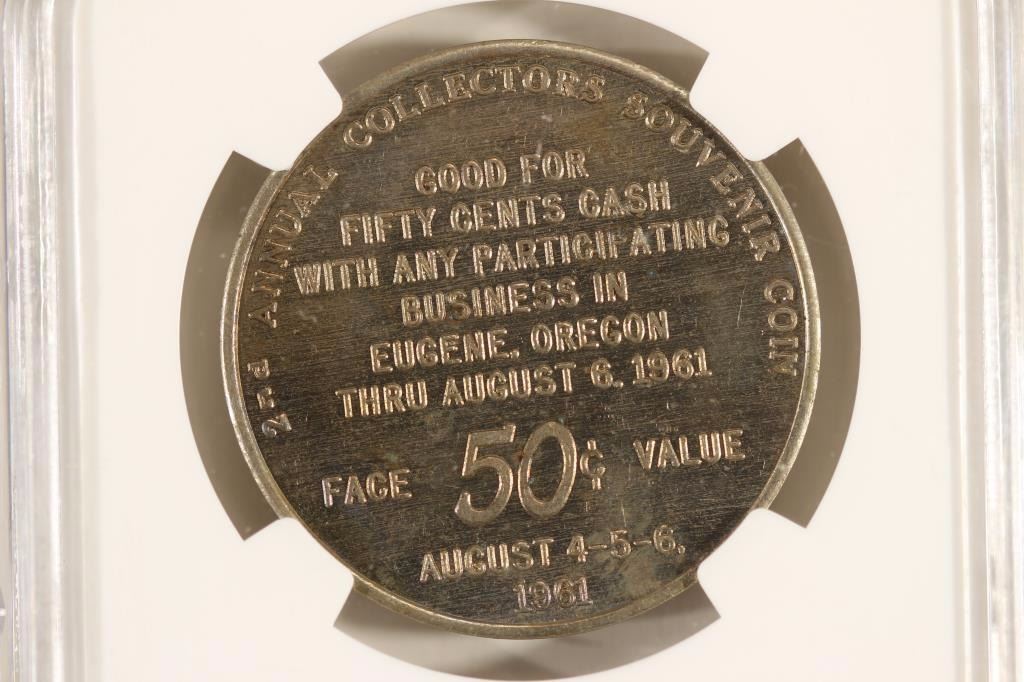 2ND ANNUAL COLLECTORS SOUVENIR COIN
GOOD FOR
FIFTY CENTS CASH
WITH ANY PARTICIPATING
BUSINESS IN
EUGENE, OREGON
THRU AUGUST 6, 1961
FACE 50¢ VALUE
AUGUST 4-5-6,
1961